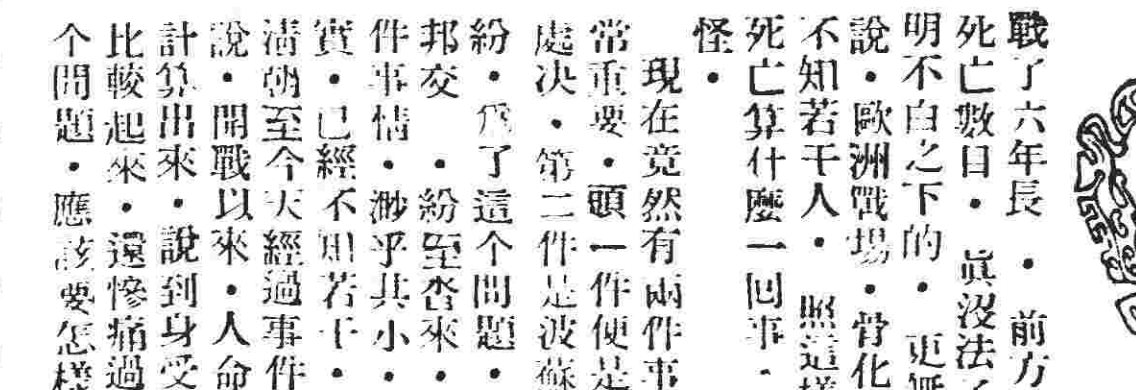 戰了六年長・前方
死亡數目・眞沒法
明不白之下的・更
說・歐洲戰場・骨化
不知若干人・照這樣
死亡算什麼一回事・
怪・
現在竟然有兩件事
常重要・頭一件便是
處决・第二件是波蘇
紛・爲了這个問題・
邦交・紛至沓來・
件事情・渺乎其小・
實・已經不知若干・
清朝至今天經過事件
說・開戰以來・人命
計算出來・說到身受
比較起來・還慘痛過
个問題・應該要怎樣